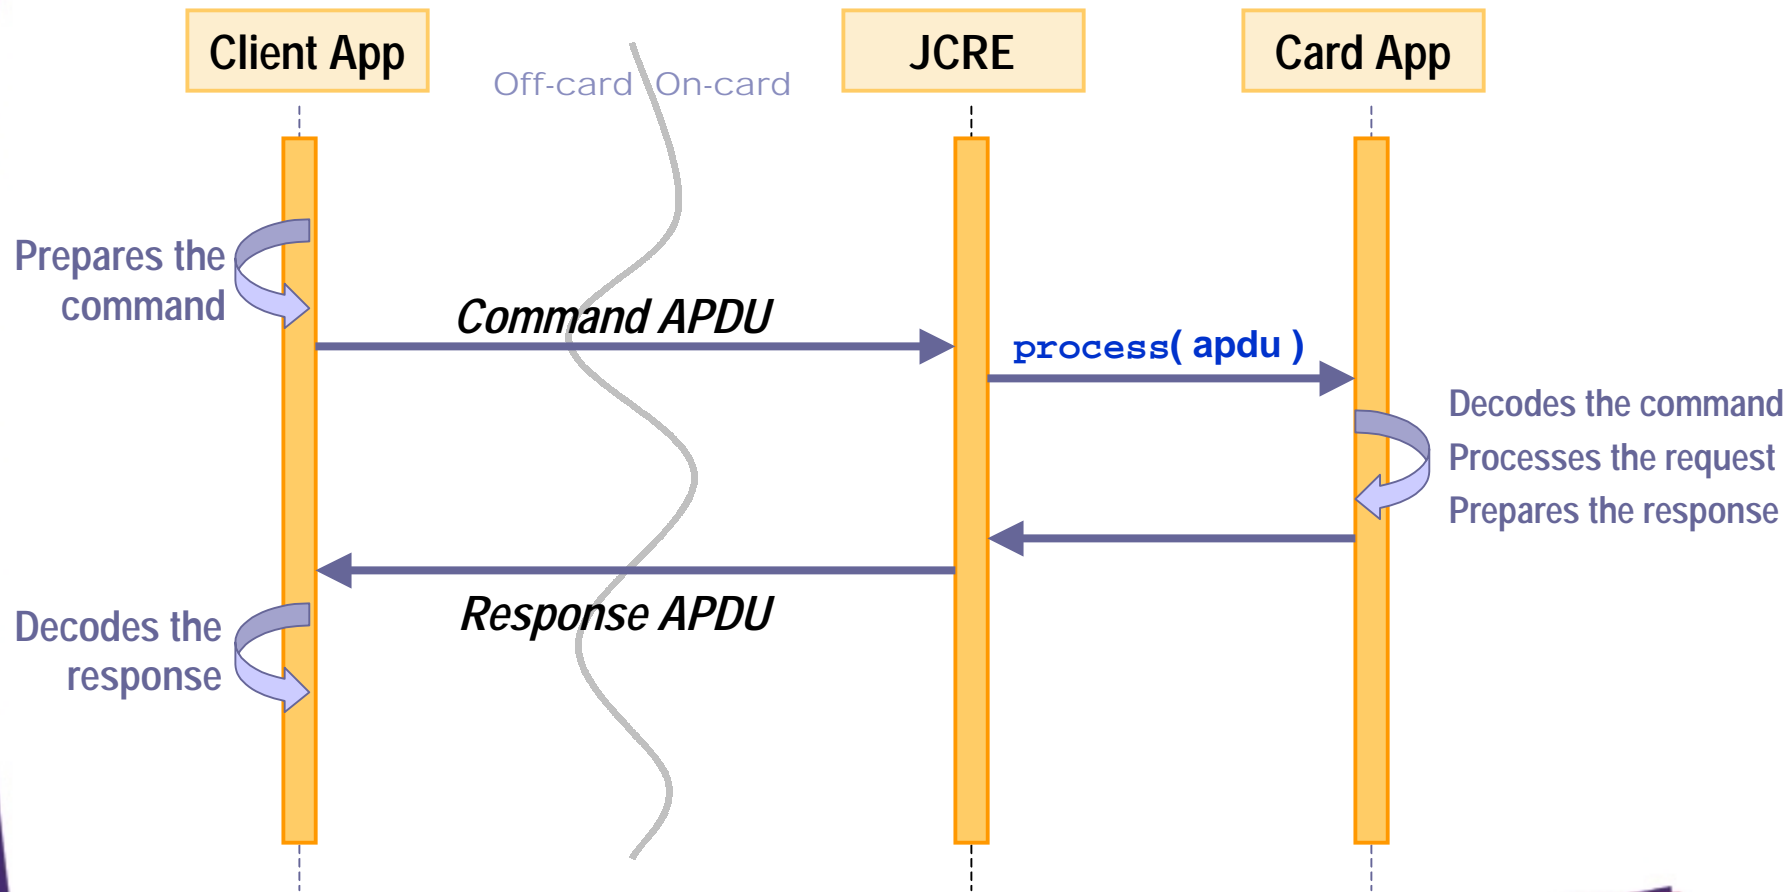 Client App
Off-card On-card
JCRE
Card App
Prepares the
command
Command APDU
process( apdu )
Decodes the command
Processes the request
Prepares the response
Response APDU
Decodes the
response